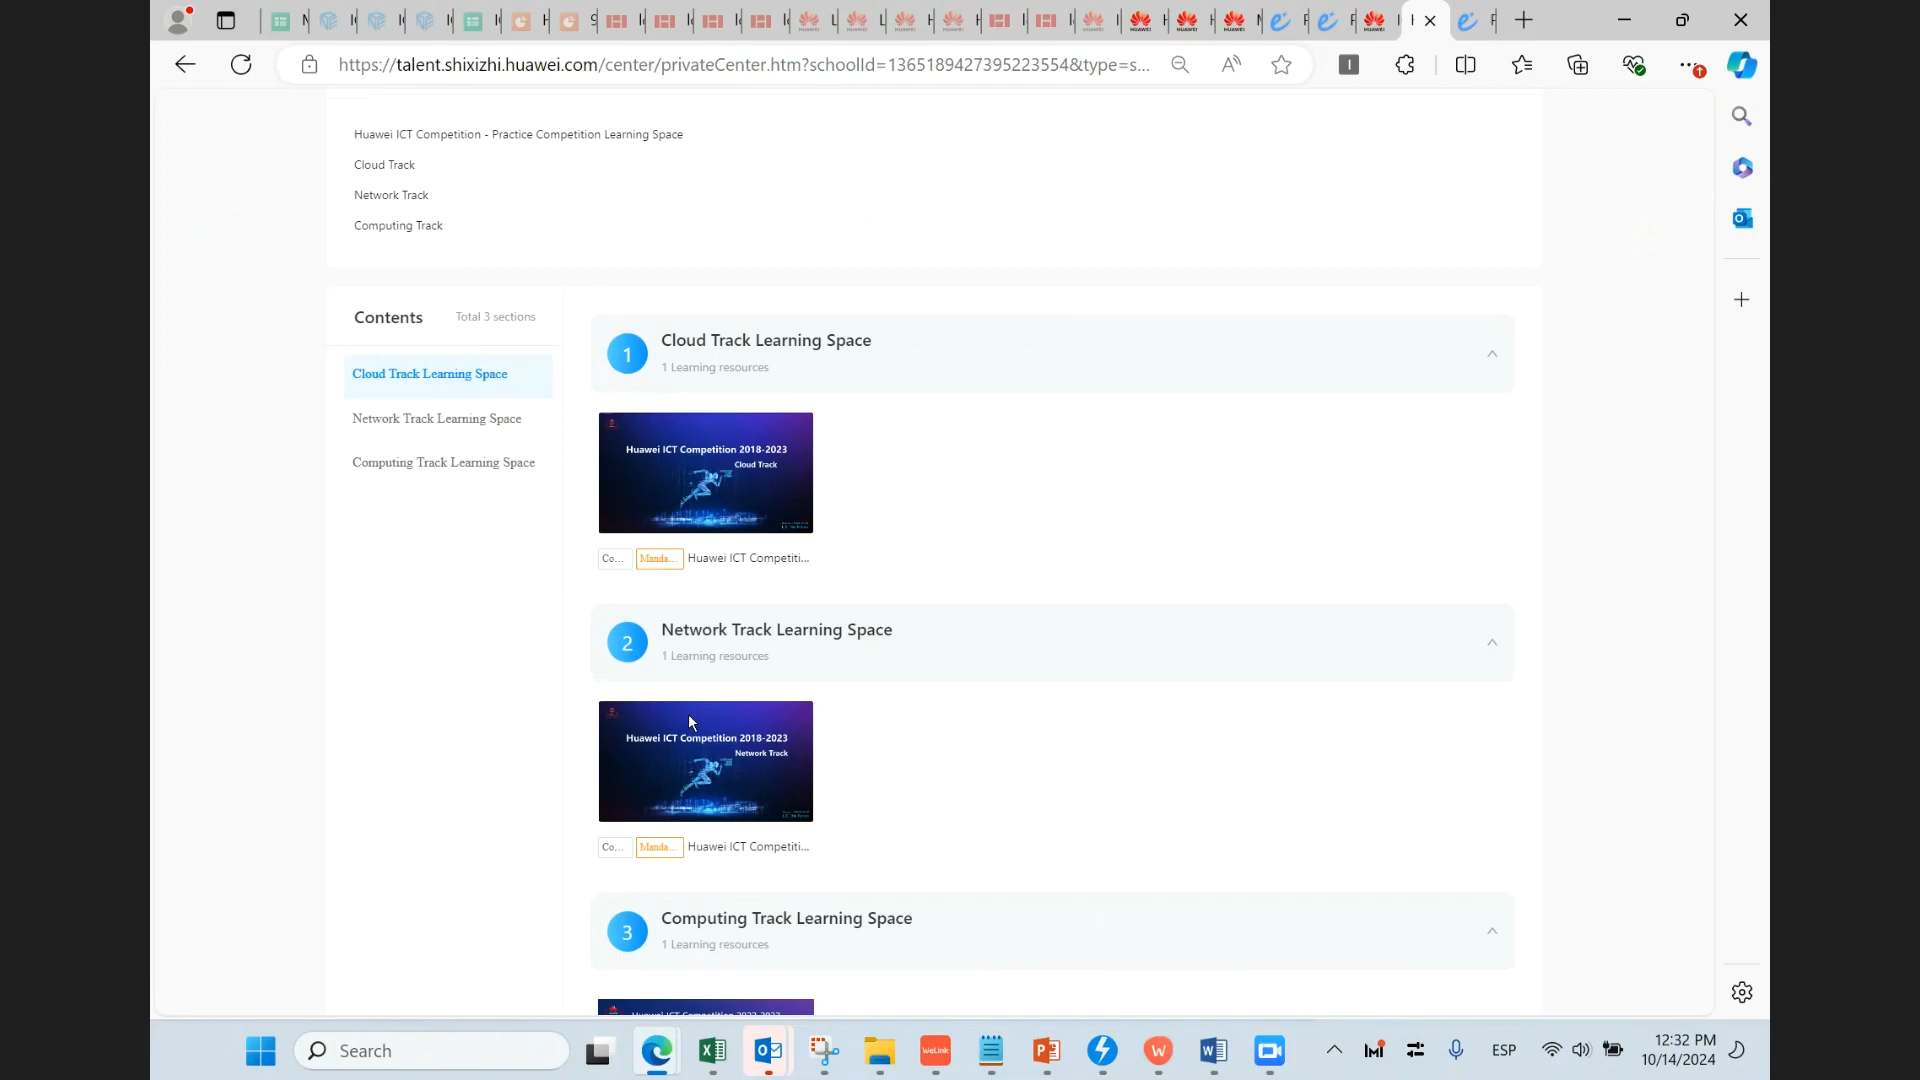 https://talent.shixizhi.huawei.com/center/privateCenter.htm?schoolId=1365189427395223554&type=s...
Huawei ICT Competition - Practice Competition Learning Space
Cloud Track
Network Track
Computing Track
Contents
Total 3 sections
Cloud Track Learning Space
Network Track Learning Space
Computing Track Learning Space
1
Cloud Track Learning Space
1 Learning resources
Huawei ICT Competition 2018-2023
Cloud Track
Co...
Manda...
Huawei ICT Competiti...
2
Network Track Learning Space
1 Learning resources
Huawei ICT Competition 2018-2023
Network Track
Co...
Manda...
Huawei ICT Competiti...
3
Computing Track Learning Space
1 Learning resources
Search
WeLink
ESP
12:32 PM
10/14/2024